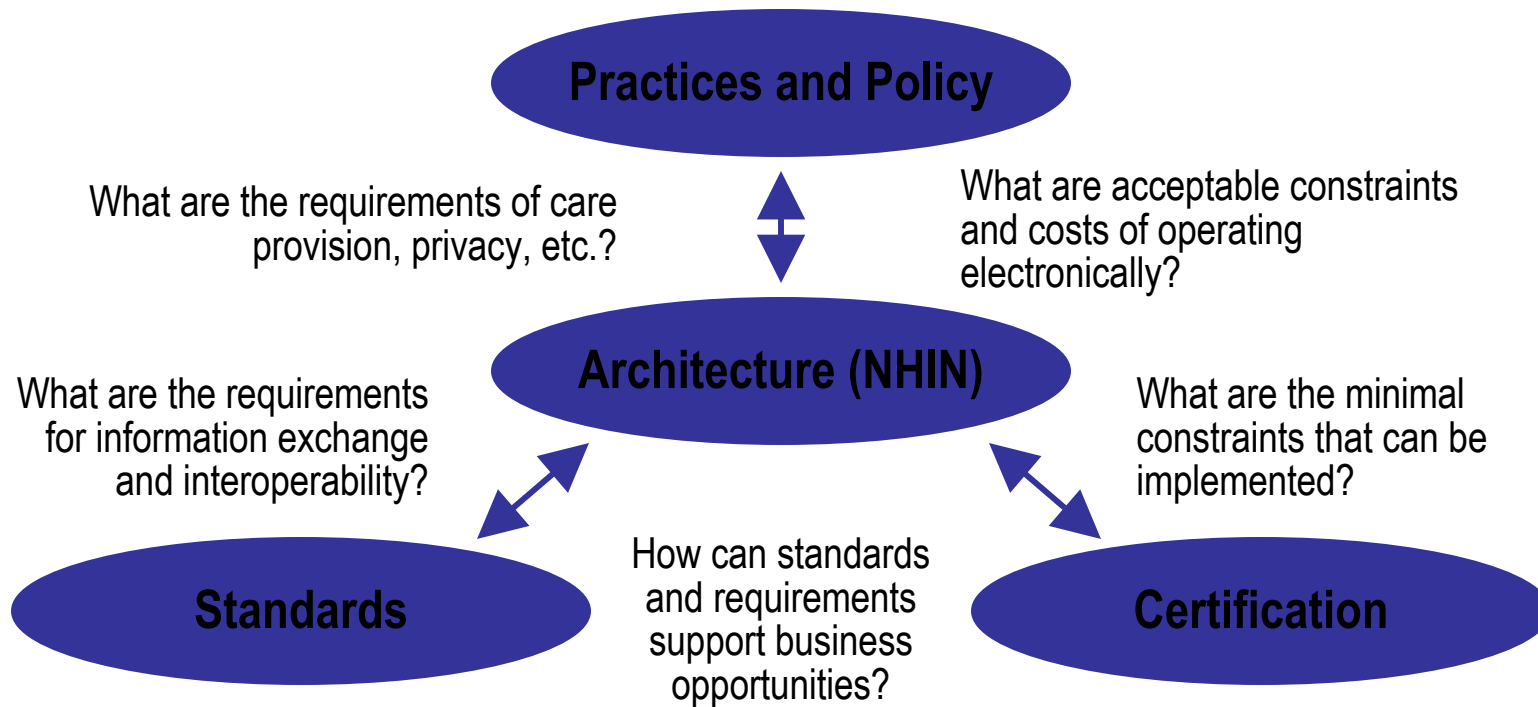 Practices and Policy
What are the requirements of care
provision, privacy, etc.?
What are acceptable constraints
and costs of operating
electronically?
Architecture (NHIN)
What are the requirements
for information exchange
and interoperability?
What are the minimal
constraints that can be
implemented?
Standards
How can standards
and requirements
support business
opportunities?
Certification